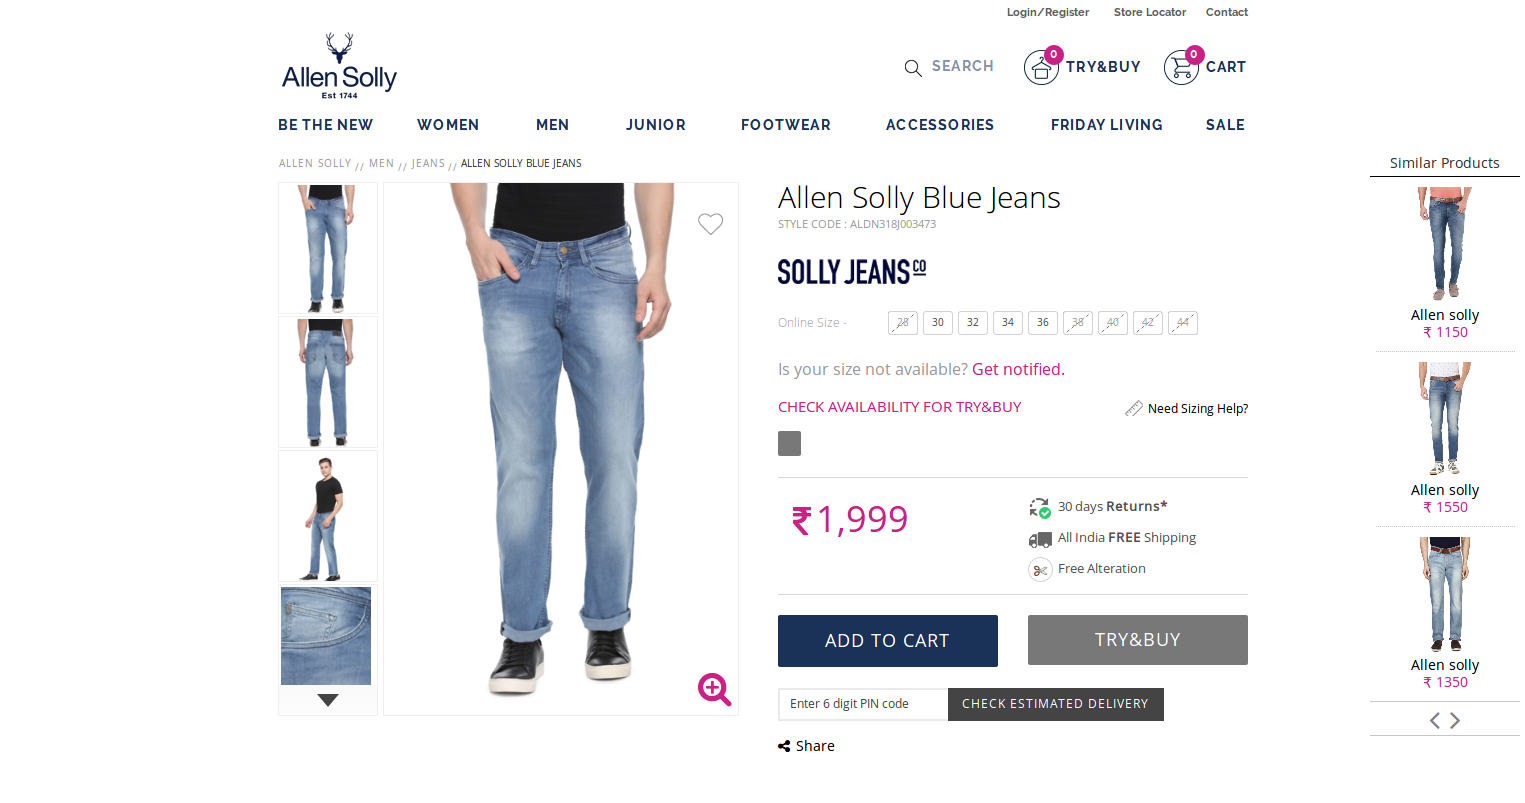 Login/Register Store Locator Contact
Allen Solly
Est 1744
SEARCH 0 TRY&BUY 0 CART
BE THE NEW WOMEN MEN JUNIOR FOOTWEAR ACCESSORIES FRIDAY LIVING SALE
ALLEN SOLLY // MEN // JEANS // ALLEN SOLLY BLUE JEANS
Allen Solly Blue Jeans
STYLE CODE : ALDN318J003473
SOLLY JEANS CO
Online Size - 28 30 32 34 36 38 40 42 44
Is your size not available? Get notified.
CHECK AVAILABILITY FOR TRY&BUY
Need Sizing Help?
₹ 1,999
30 days Returns*
All India FREE Shipping
Free Alteration
ADD TO CART
TRY&BUY
Enter 6 digit PIN code
CHECK ESTIMATED DELIVERY
Share
Similar Products
Allen solly
₹ 1150
Allen solly
₹ 1550
Allen solly
₹ 1350